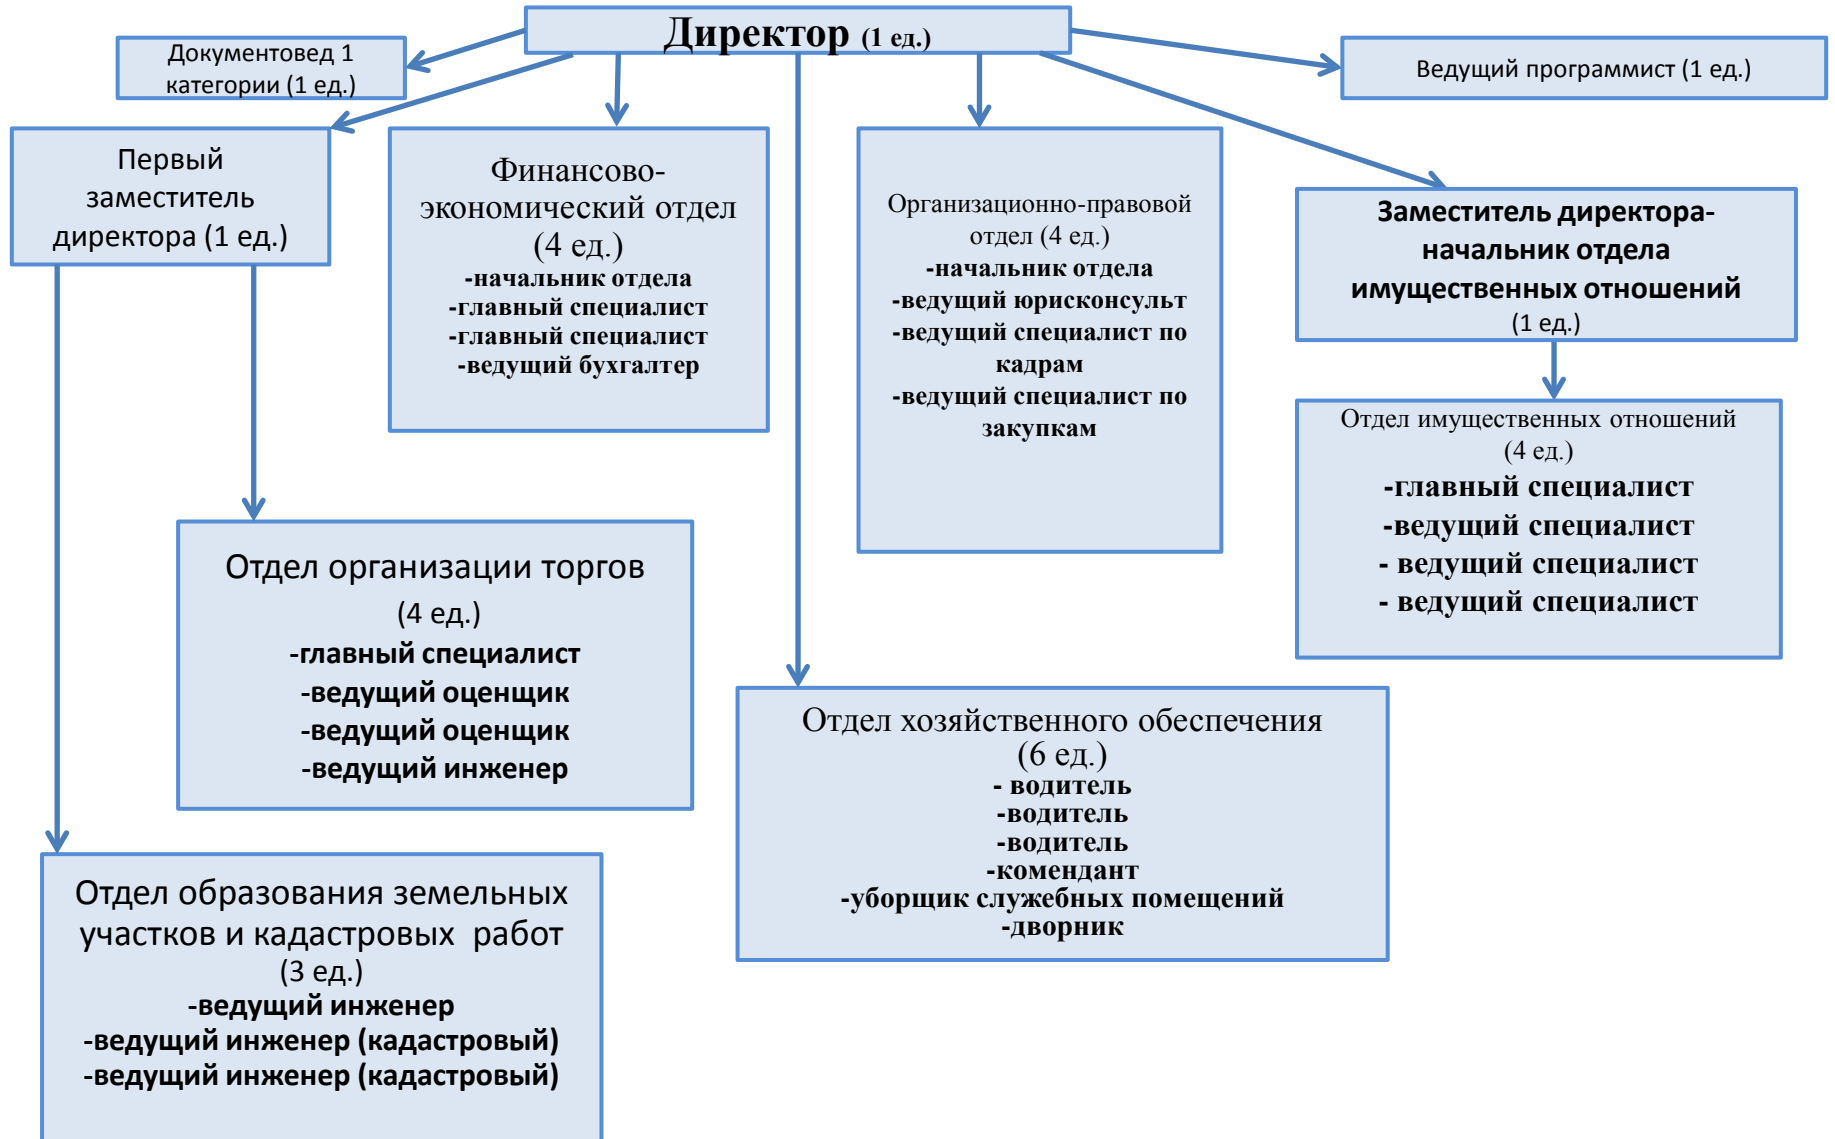 Директор (1 ед.)
Документовед 1
категории (1 ед.)
Ведущий программист (1 ед.)
Первый
заместитель
директора (1 ед.)
Финансово-
экономический отдел
(4 ед.)
-начальник отдела
-главный специалист
-главный специалист
-ведущий бухгалтер
Организационно-правовой
отдел (4 ед.)
-начальник отдела
-ведущий юрисконсульт
-ведущий специалист по
кадрам
-ведущий специалист по
закупкам
Заместитель директора-
начальник отдела
имущественных отношений
(1 ед.)
Отдел имущественных отношений
(4 ед.)
-главный специалист
-ведущий специалист
- ведущий специалист
- ведущий специалист
Отдел организации торгов
(4 ед.)
-главный специалист
-ведущий оценщик
-ведущий оценщик
-ведущий инженер
Отдел хозяйственного обеспечения
(6 ед.)
- водитель
-водитель
-водитель
-комендант
-уборщик служебных помещений
-дворник
Отдел образования земельных
участков и кадастровых  работ
(3 ед.)
-ведущий инженер
-ведущий инженер (кадастровый)
-ведущий инженер (кадастровый)